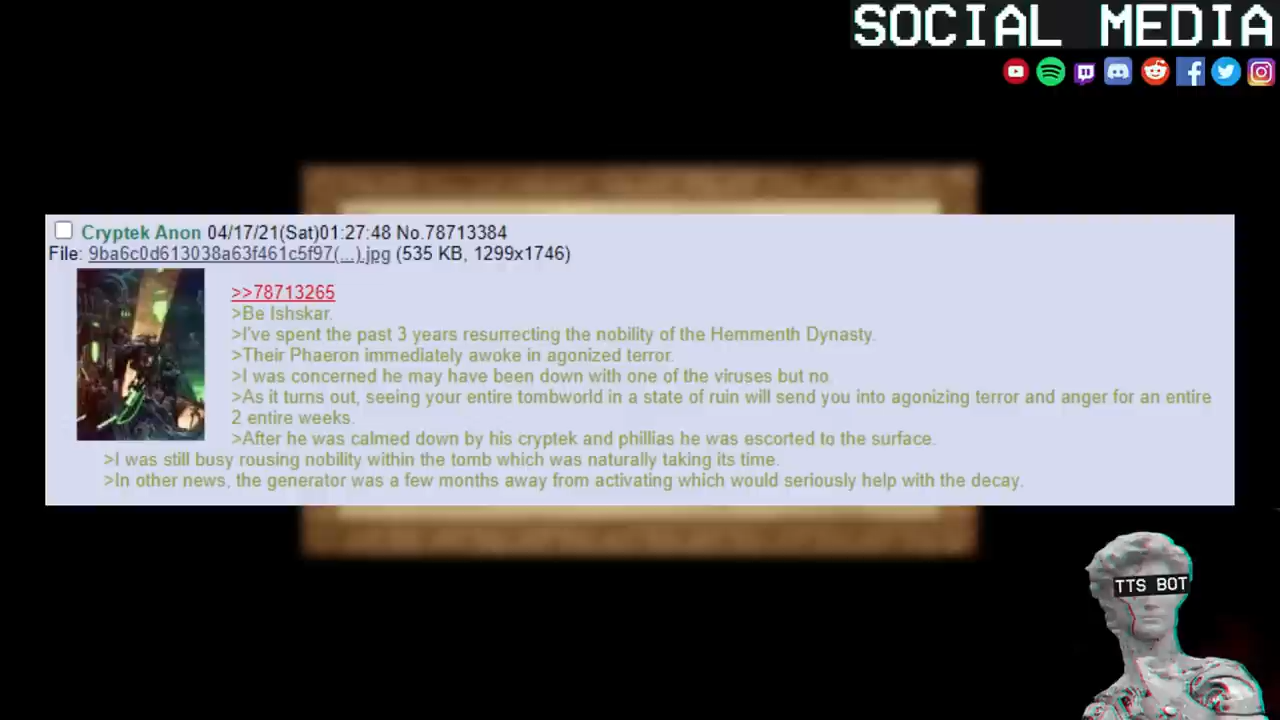 SOCIAL MEDIA
Cryptek Anon 04/17/21(Sat)01:27:48 No.78713384
File: 9ba6c0d613038a63f461c5f97(...).jpg (535 KB, 1299x1746)
>>78713265
>Be Ishskar.
>I've spent the past 3 years resurrecting the nobility of the Hemmenth Dynasty.
>Their Phaeron immediately awoke in agonized terror.
>I was concerned he may have been down with one of the viruses but no.
>As it turns out, seeing your entire tombworld in a state of ruin will send you into agonizing terror and anger for an entire
2 entire weeks.
>After he was calmed down by his cryptek and phillias he was escorted to the surface.
>I was still busy rousing nobility within the tomb which was naturally taking its time.
>In other news, the generator was a few months away from activating which would seriously help with the decay.
TTS BOT